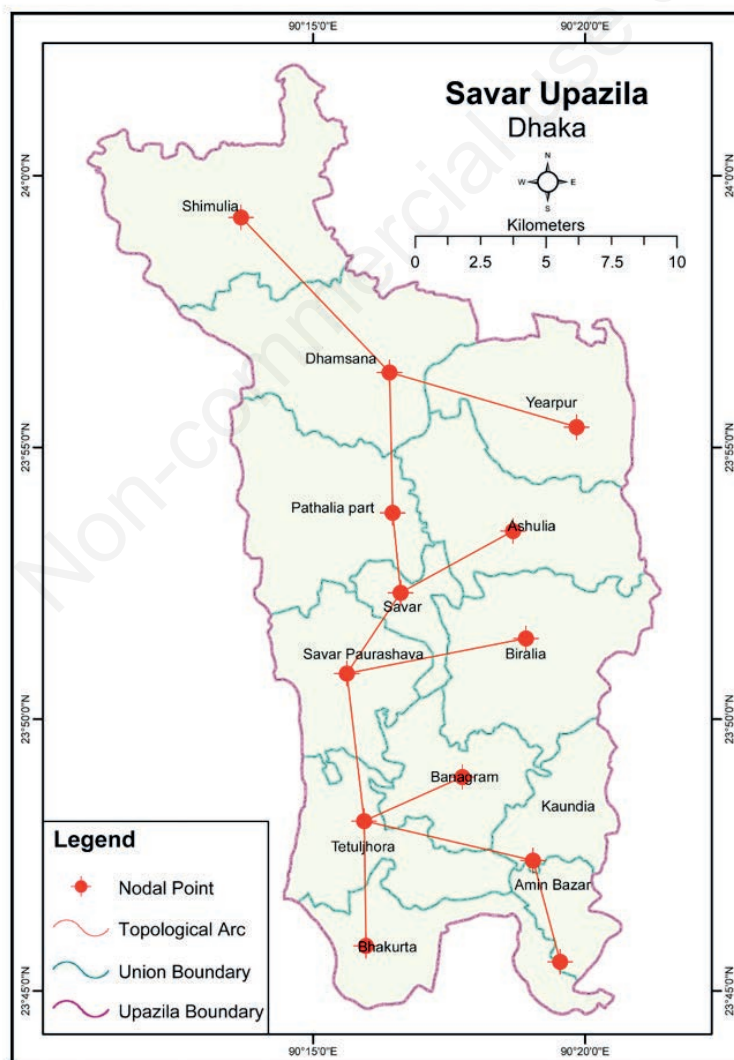 90°15'0"E
90°20'0"E
Savar Upazila
Dhaka
N
W
E
S
Kilometers
0 2.5 5 7.5 10
24°0'0"N
24°0'0"N
Shimulia
Dhamsana
Yearpur
23°55'0"N
23°55'0"N
Pathalia part
Ashulia
Savar
Savar Paurashava
Biralia
23°50'0"N
23°50'0"N
Banagram
Kaundia
Tetuljhora
Amin Bazar
Bhakurta
Legend
Nodal Point
Topological Arc
Union Boundary
Upazila Boundary
23°45'0"N
23°45'0"N
90°15'0"E
90°20'0"E
Non-commercial use